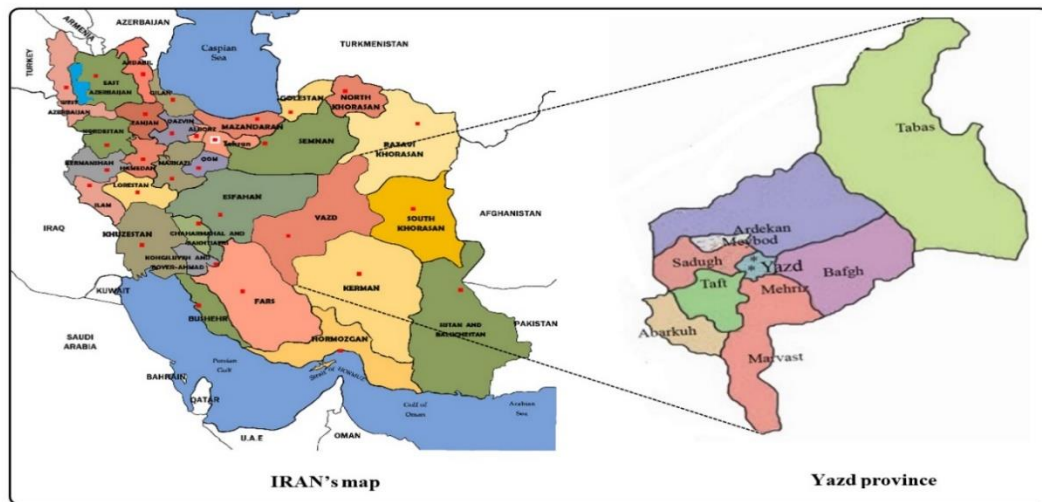 ARMENIA
AZERBAIJAN
TURKEY
Caspian
Sea
TURKMENISTAN
ARDABIL
EAST
AZERBAIJAN
WEST
AZERBAIJAN
GILAN
ZANJAN
QAZVIN
ALBORZ
Tehran
MAZANDARAN
GOLESTAN
NORTH
KHORASAN
RAZAVI
KHORASAN
SEMNAN
KURDESTAN
HAMEDAN
MARKAZI
QOM
KERMANSHAH
LORESTAN
ILAM
IRAQ
ESFAHAN
YAZD
SOUTH
KHORASAN
AFGHANISTAN
KHUZESTAN
CHAHARMAHAL AND
BAKHTIARI
KOHGILUYEH AND
BOYER-AHMAD
KUWAIT
FARS
KERMAN
BUSHEHR
SISTAN AND
BALUCHESTAN
PAKISTAN
SAUDI
ARABIA
HORMOZGAN
Persian
Gulf
Strait of HORMUZ
BAHRAIN
QATAR
Gulf of
Oman
Arabian
Sea
U.A.E
OMAN
IRAN's map
Tabas
Ardekan
Meybod
Sadugh
Yazd
Taft
Mehriz
Bafgh
Abarkuh
Marvast
Yazd province